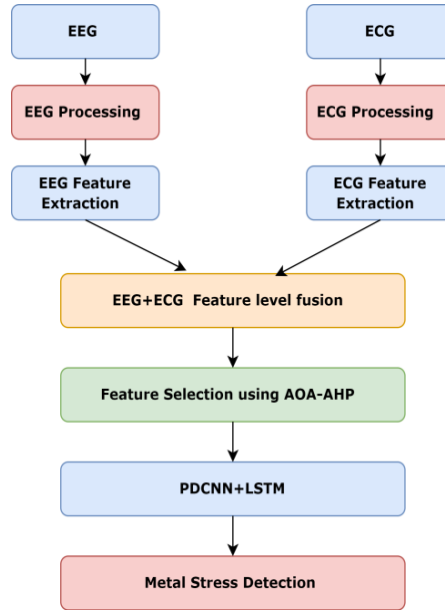 EEG
ECG
EEG Processing
ECG Processing
EEG Feature
Extraction
ECG Feature
Extraction
EEG+ECG Feature level fusion
Feature Selection using AOA-AHP
PDCNN+LSTM
Metal Stress Detection